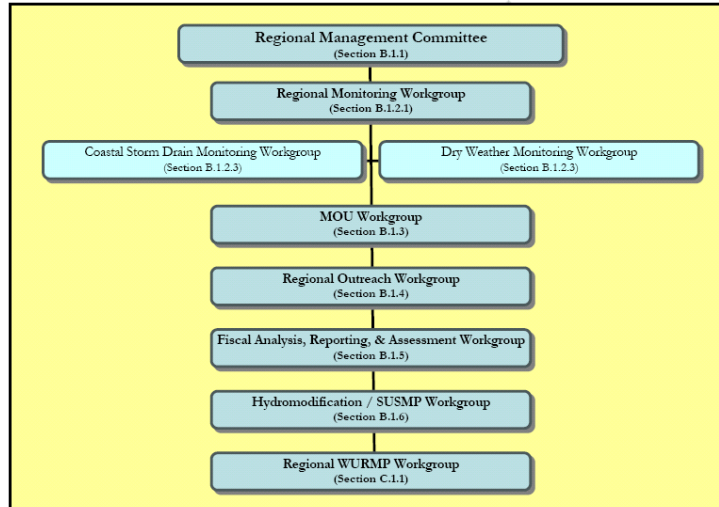 Regional Management Committee
(Section B.1.1)
Regional Monitoring Workgroup
(Section B.1.2.1)
Coastal Storm Drain Monitoring Workgroup
(Section B.1.2.3)
Dry Weather Monitoring Workgroup
(Section B.1.2.3)
MOU Workgroup
(Section B.1.3)
Regional Outreach Workgroup
(Section B.1.4)
Fiscal Analysis, Reporting, & Assessment Workgroup
(Section B.1.5)
Hydromodification / SUSMP Workgroup
(Section B.1.6)
Regional WURMP Workgroup
(Section C.1.1)